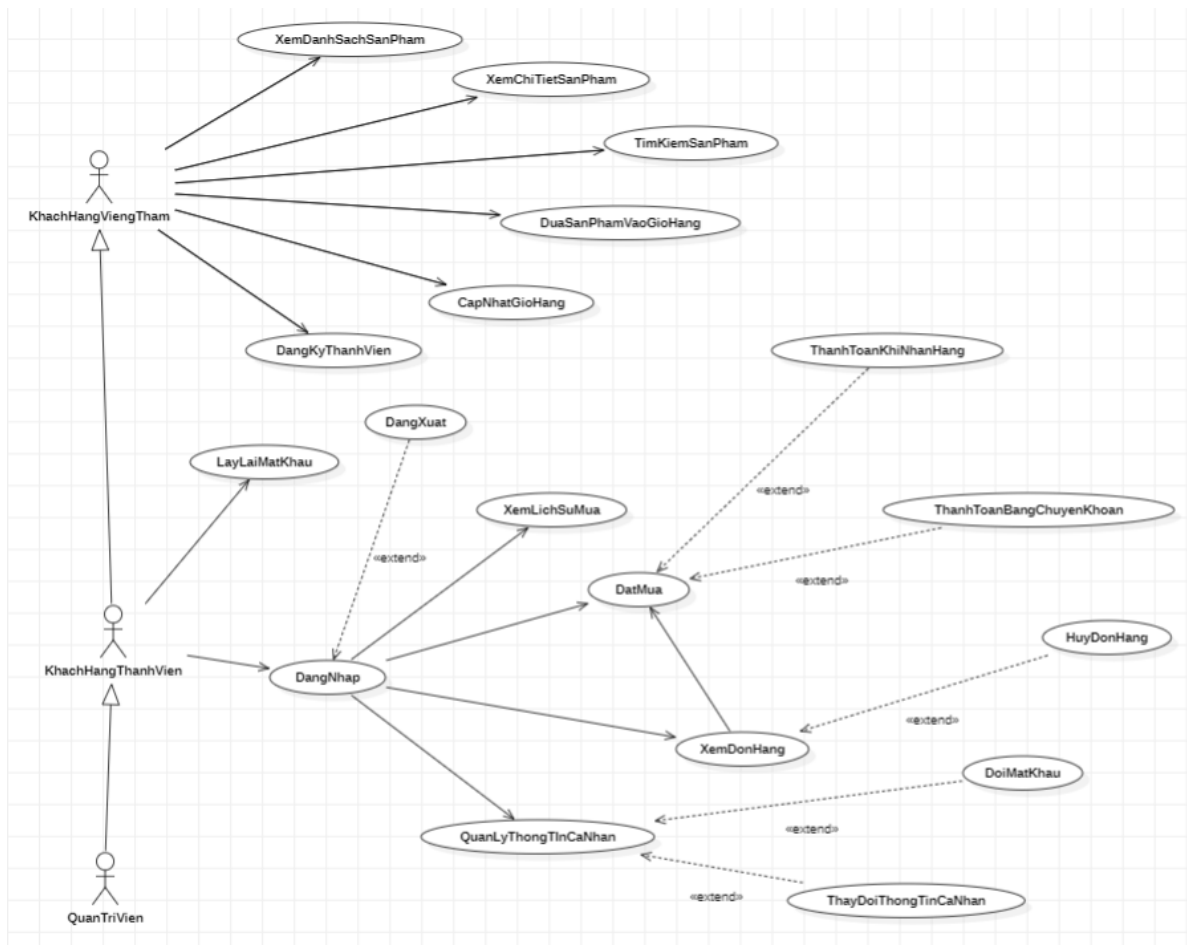 XemDanhSachSanPham
XemChiTietSanPham
TimKiemSanPham
KhachHangViengTham
DuaSanPhamVaoGioHang
CapNhatGioHang
DangKyThanhVien
ThanhToanKhiNhanHang
DangXuat
LayLaiMatKhau
«extend»
XemLichSuMua
ThanhToanBangChuyenKhoan
«extend»
«extend»
DatMua
HuyDonHang
KhachHangThanhVien
DangNhap
«extend»
XemDonHang
DoiMatKhau
QuanLyThongTInCaNhan
«extend»
«extend»
ThayDoiThongTinCaNhan
QuanTriVien